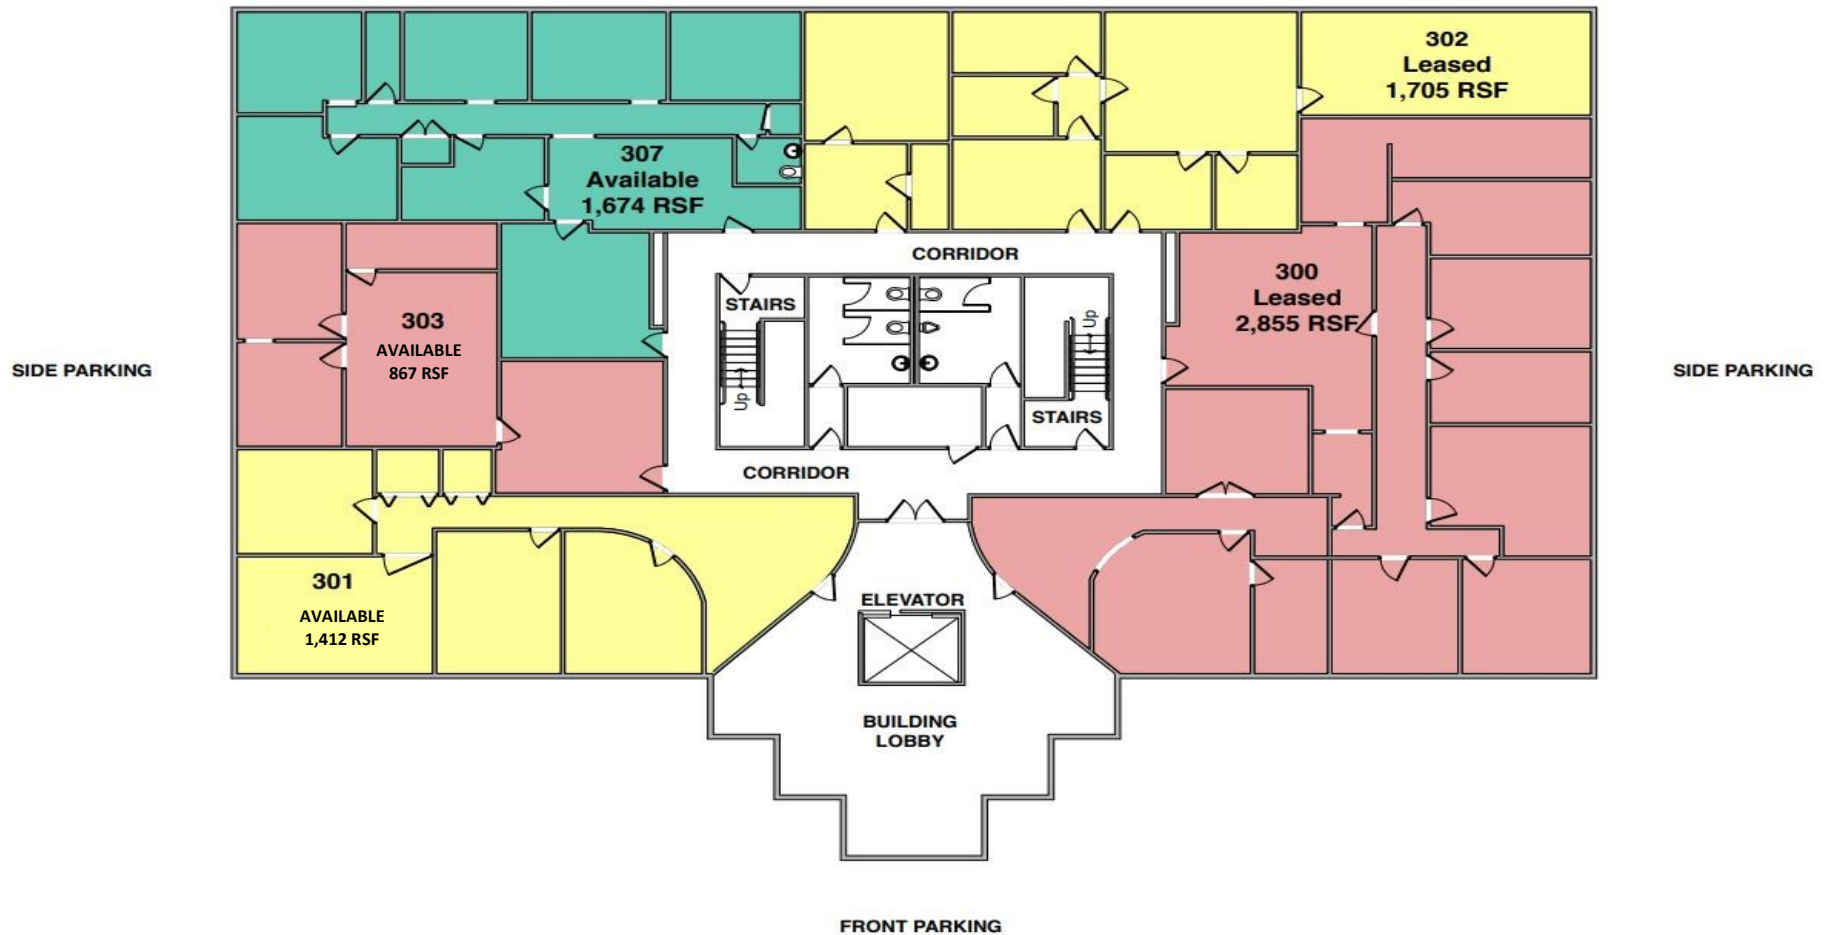 302
Leased
1,705 RSF
307
Available
1,674 RSF
CORRIDOR
300
Leased
2,855 RSF
STAIRS
Up
303
AVAILABLE
867 RSF
SIDE PARKING
SIDE PARKING
Up
STAIRS
CORRIDOR
301
AVAILABLE
1,412 RSF
ELEVATOR
BUILDING
LOBBY
FRONT PARKING